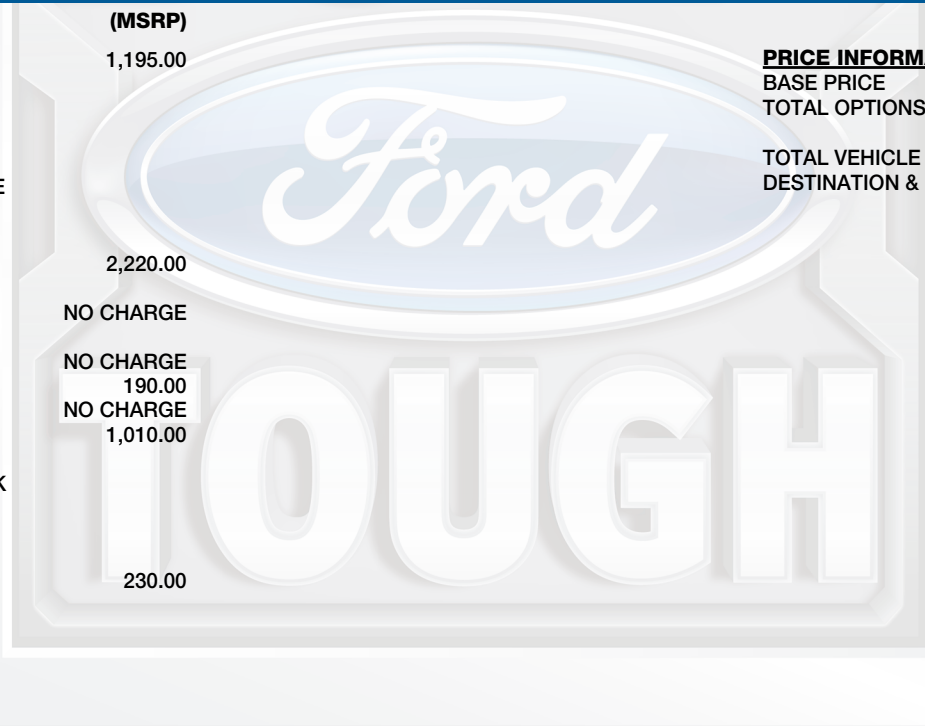 (MSRP)
1,195.00
E
2,220.00
NO CHARGE
NO CHARGE
190.00
NO CHARGE
1,010.00
K
230.00
PRICE INFORMA
BASE PRICE
TOTAL OPTIONS
TOTAL VEHICLE
DESTINATION &
Ford
TOUGH